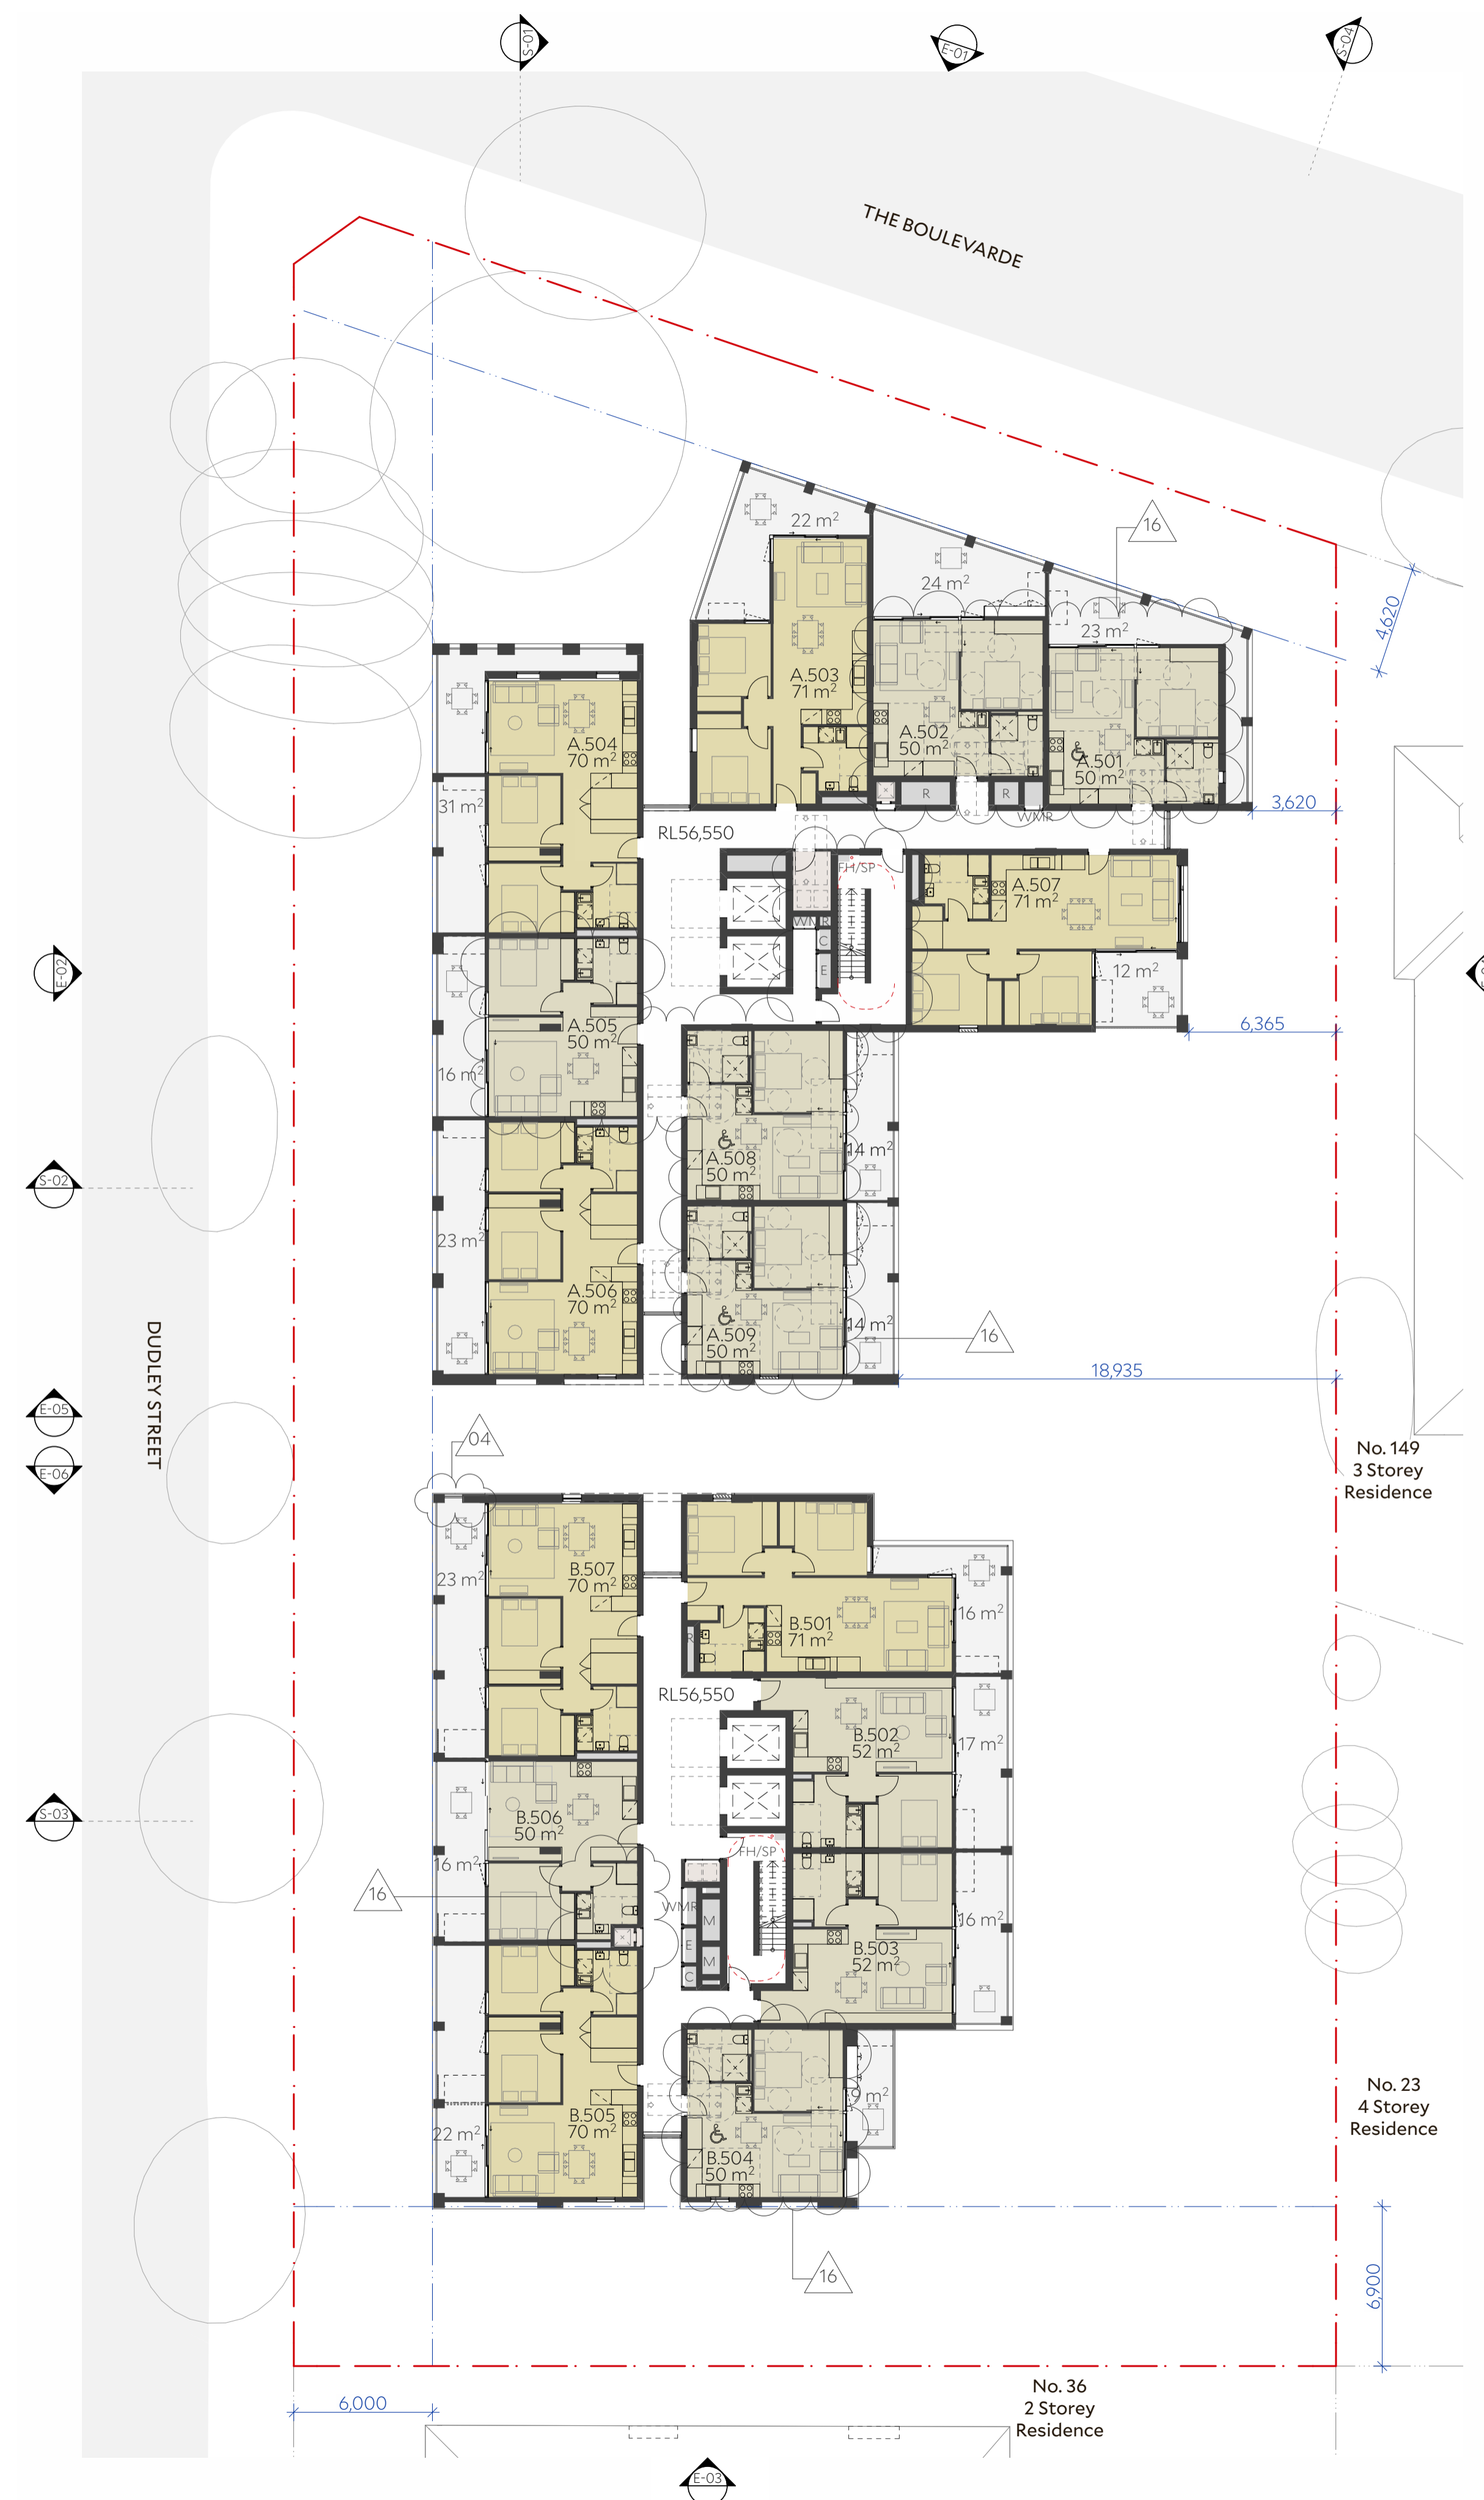 S-01
E-01
S-04
THE BOULEVARDE
16
22 m²
24 m²
23 m²
4,620
A.503
71 m²
A.502
50 m²
A.501
50 m²
A.504
70 m²
31 m²
R
R
WMR
3,620
RL56,550
FH/SP
A.507
71 m²
C
E
12 m²
E-02
A.505
50 m²
16 m²
6,365
A.508
50 m²
14 m²
S-02
23 m²
A.506
70 m²
A.509
50 m²
14 m²
16
18,935
DUDLEY STREET
E-05
E-06
04
No. 149
3 Storey
Residence
B.507
70 m²
23 m²
B.501
71 m²
16 m²
R
RL56,550
B.502
52 m²
17 m²
S-03
B.506
50 m²
16 m²
16
FH/SP
WMR
M
E
M
C
B.503
52 m²
16 m²
B.505
70 m²
22 m²
B.504
50 m²
9 m²
No. 23
4 Storey
Residence
16
6,900
6,000
No. 36
2 Storey
Residence
E-03